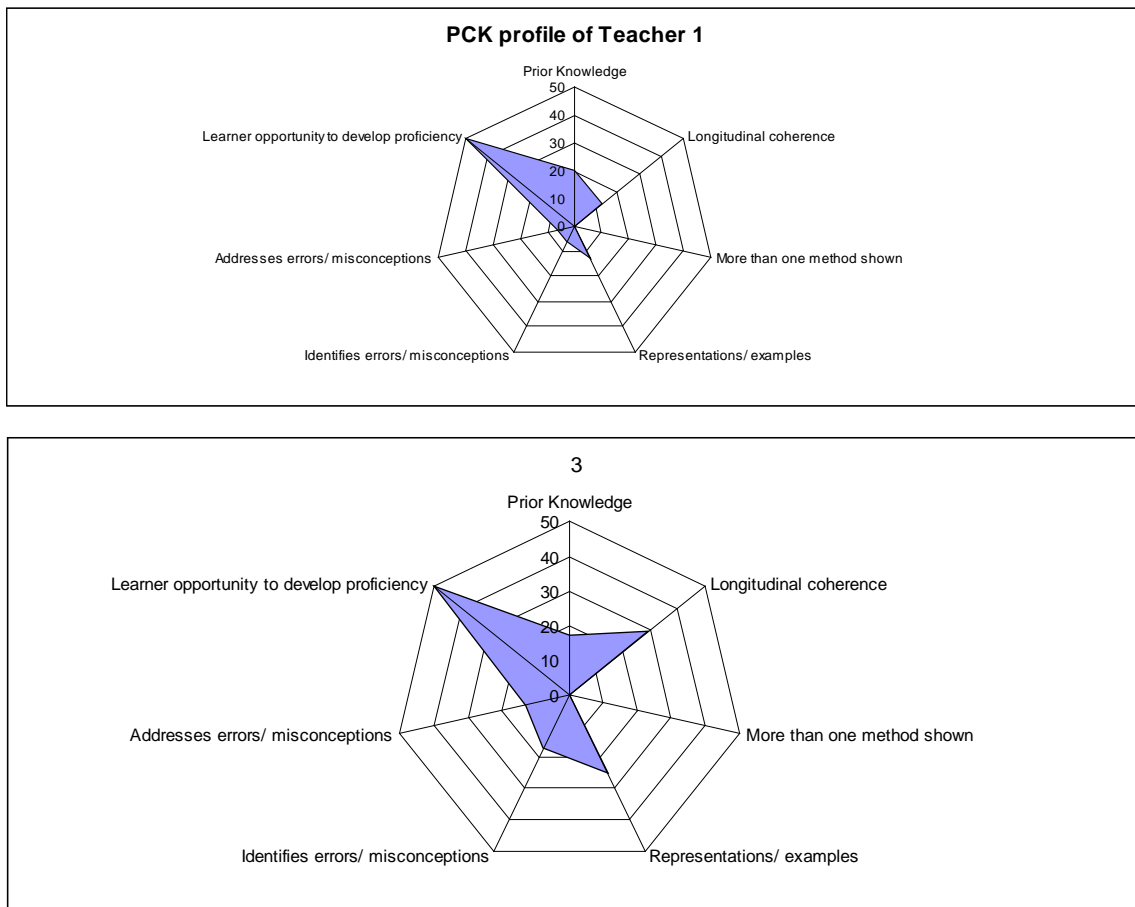 PCK profile of Teacher 1
Prior Knowledge
50
40
30
20
10
0
Learner opportunity to develop proficiency
Longitudinal coherence
Addresses errors/ misconceptions
More than one method shown
Identifies errors/ misconceptions
Representations/ examples
3
Prior Knowledge
50
40
30
20
10
0
Learner opportunity to develop proficiency
Longitudinal coherence
Addresses errors/ misconceptions
More than one method shown
Identifies errors/ misconceptions
Representations/ examples